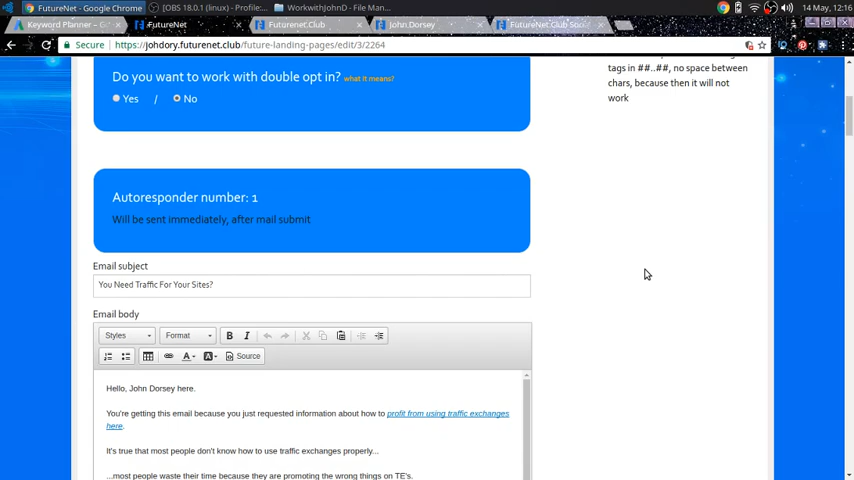 FutureNet - Google Chrome
[OBS 18.0.1 (linux) - Profile:...
WorkwithJohnD - File Man...
14 May, 12:16
Keyword Planner – G
FutureNet
FutureNet Club
John Dorsey
FutureNet Club Soc
Secure
https://johdory.futurenet.club/future-landing-pages/edit/3/2264
tags in ##..##, no space between
chars, because then it will not
work
Do you want to work with double opt in? what it means?
Yes / No
Autoresponder number: 1
Will be sent immediately, after mail submit
Email subject
You Need Traffic For Your Sites?
Email body
Styles Format B I
A A Source
Hello, John Dorsey here.
You're getting this email because you just requested information about how to profit from using traffic exchanges
here.
It's true that most people don't know how to use traffic exchanges properly...
...most people waste their time because they are promoting the wrong things on TE's.